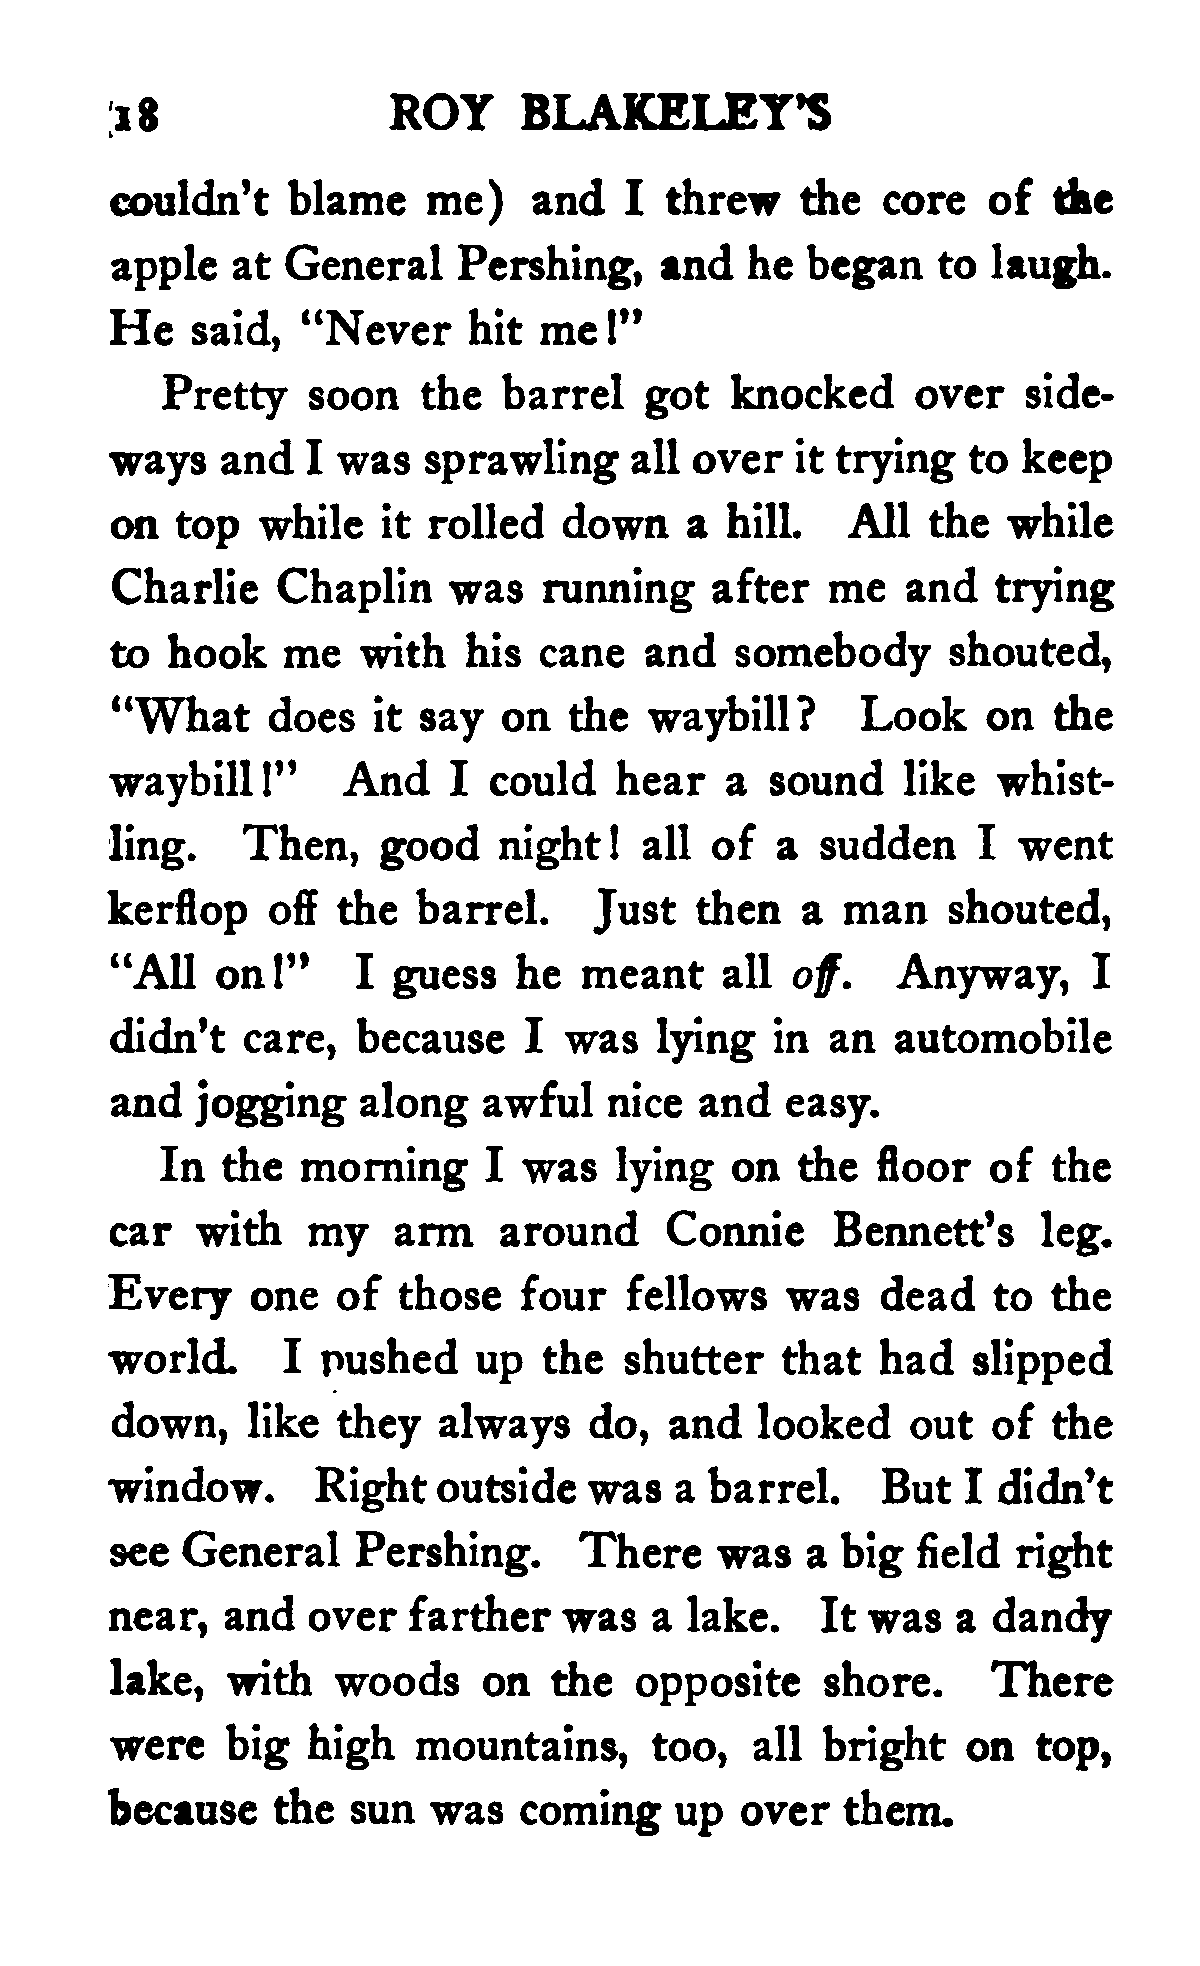 18 ROY BLAKELEY'S
couldn't blame me) and I threw the core of the
apple at General Pershing, and he began to laugh.
He said, "Never hit me!"
Pretty soon the barrel got knocked over side-
ways and I was sprawling all over it trying to keep
on top while it rolled down a hill. All the while
Charlie Chaplin was running after me and trying
to hook me with his cane and somebody shouted,
"What does it say on the waybill? Look on the
waybill!" And I could hear a sound like whist-
ling. Then, good night! all of a sudden I went
kerflop off the barrel. Just then a man shouted,
"All on!" I guess he meant all off. Anyway, I
didn't care, because I was lying in an automobile
and jogging along awful nice and easy.
In the morning I was lying on the floor of the
car with my arm around Connie Bennett's leg.
Every one of those four fellows was dead to the
world. I pushed up the shutter that had slipped
down, like they always do, and looked out of the
window. Right outside was a barrel. But I didn't
see General Pershing. There was a big field right
near, and over farther was a lake. It was a dandy
lake, with woods on the opposite shore. There
were big high mountains, too, all bright on top,
because the sun was coming up over them.